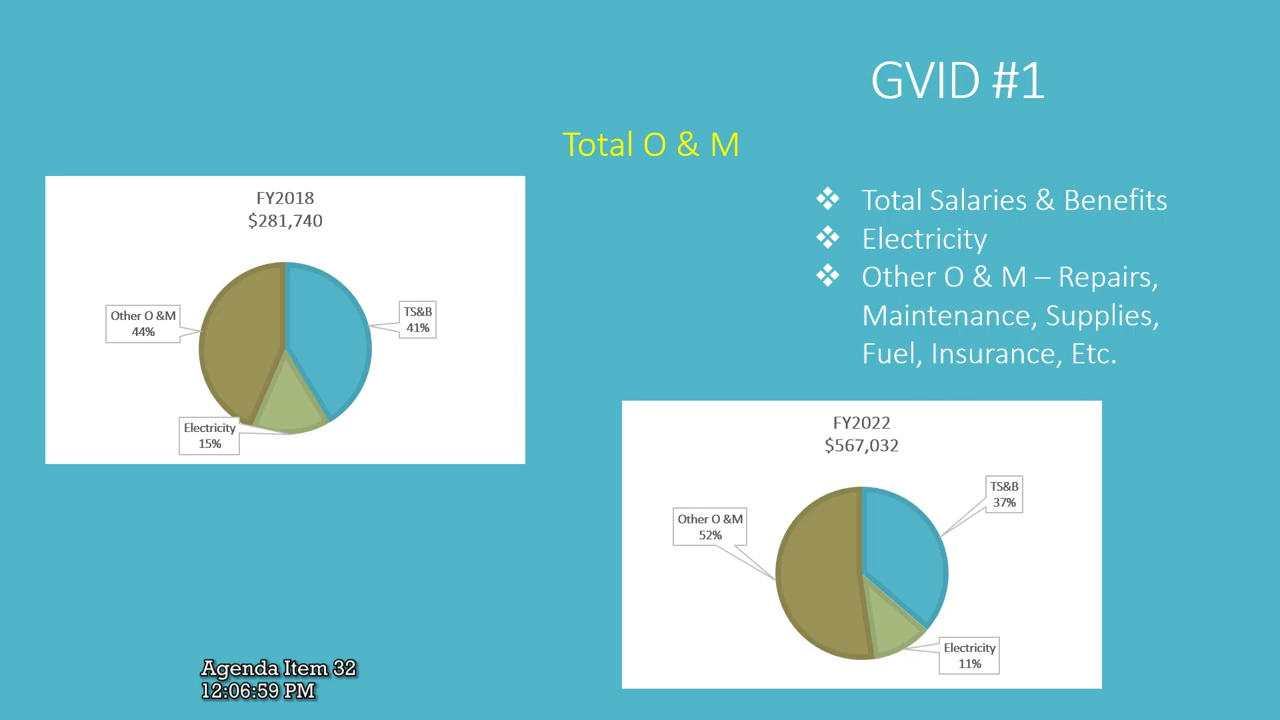 GVID #1
Total O & M
FY2018
$281,740
Other O &M
44%
TS&B
41%
Electricity
15%
❖ Total Salaries & Benefits
❖ Electricity
❖ Other O & M – Repairs,
Maintenance, Supplies,
Fuel, Insurance, Etc.
FY2022
$567,032
TS&B
37%
Other O &M
52%
Electricity
11%
Agenda Item 32
12:06:59 PM